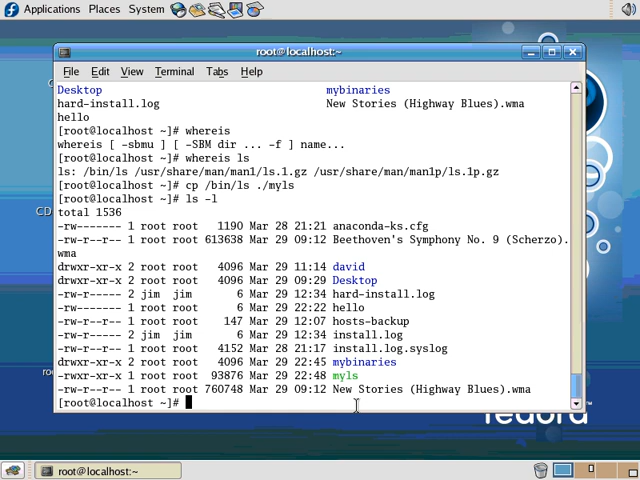 Applications Places System
root@localhost:~
File Edit View Terminal Tabs Help
Desktop mybinaries
hard-install.log New Stories (Highway Blues).wma
hello
[root@localhost ~]# whereis
whereis [ -sbmu ] [ -SBM dir ... -f ] name...
[root@localhost ~]# whereis ls
ls: /bin/ls /usr/share/man/man1/ls.1.gz /usr/share/man/man1p/ls.1p.gz
[root@localhost ~]# cp /bin/ls ./myls
[root@localhost ~]# ls -l
total 1536
-rw------- 1 root root 1190 Mar 28 21:21 anaconda-ks.cfg
-rw-r--r-- 1 root root 613638 Mar 29 09:12 Beethoven's Symphony No. 9 (Scherzo).
wma
drwxr-xr-x 2 root root 4096 Mar 29 11:14 david
drwxr-xr-x 2 root root 4096 Mar 29 09:29 Desktop
-rw-r----- 2 jim jim 6 Mar 29 12:34 hard-install.log
-rw-r--r-- 1 root root 6 Mar 29 22:22 hello
-rw-r--r-- 1 root root 147 Mar 29 12:07 hosts-backup
-rw-r----- 2 jim jim 6 Mar 29 12:34 install.log
-rw-r--r-- 1 root root 4152 Mar 28 21:17 install.log.syslog
drwxr-xr-x 2 root root 4096 Mar 29 22:45 mybinaries
-rwxr-xr-x 1 root root 93876 Mar 29 22:48 myls
-rw-r--r-- 1 root root 760748 Mar 29 09:12 New Stories (Highway Blues).wma
[root@localhost ~]#
CD
fedora
root@localhost:~